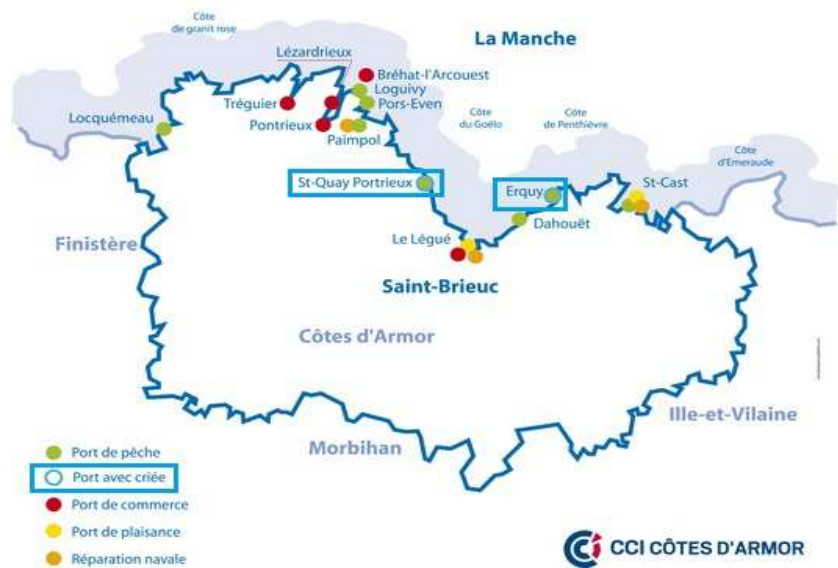 Côte
de granit rose
La Manche
Lézardrieux
Bréhat-l'Arcouest
Loguivy
Pors-Even
Tréguier
Locquémeau
Pontrieux
Paimpol
Côte
du Goëlo
Côte
de Penthièvre
Côte
d'Emeraude
St-Quay Portrieux
Erquy
St-Cast
Dahouët
Le Légué
Finistère
Saint-Brieuc
Côtes d'Armor
Ille-et-Vilaine
Morbihan
Port de pêche
Port avec criée
Port de commerce
Port de plaisance
Réparation navale
CCI CÔTES D'ARMOR